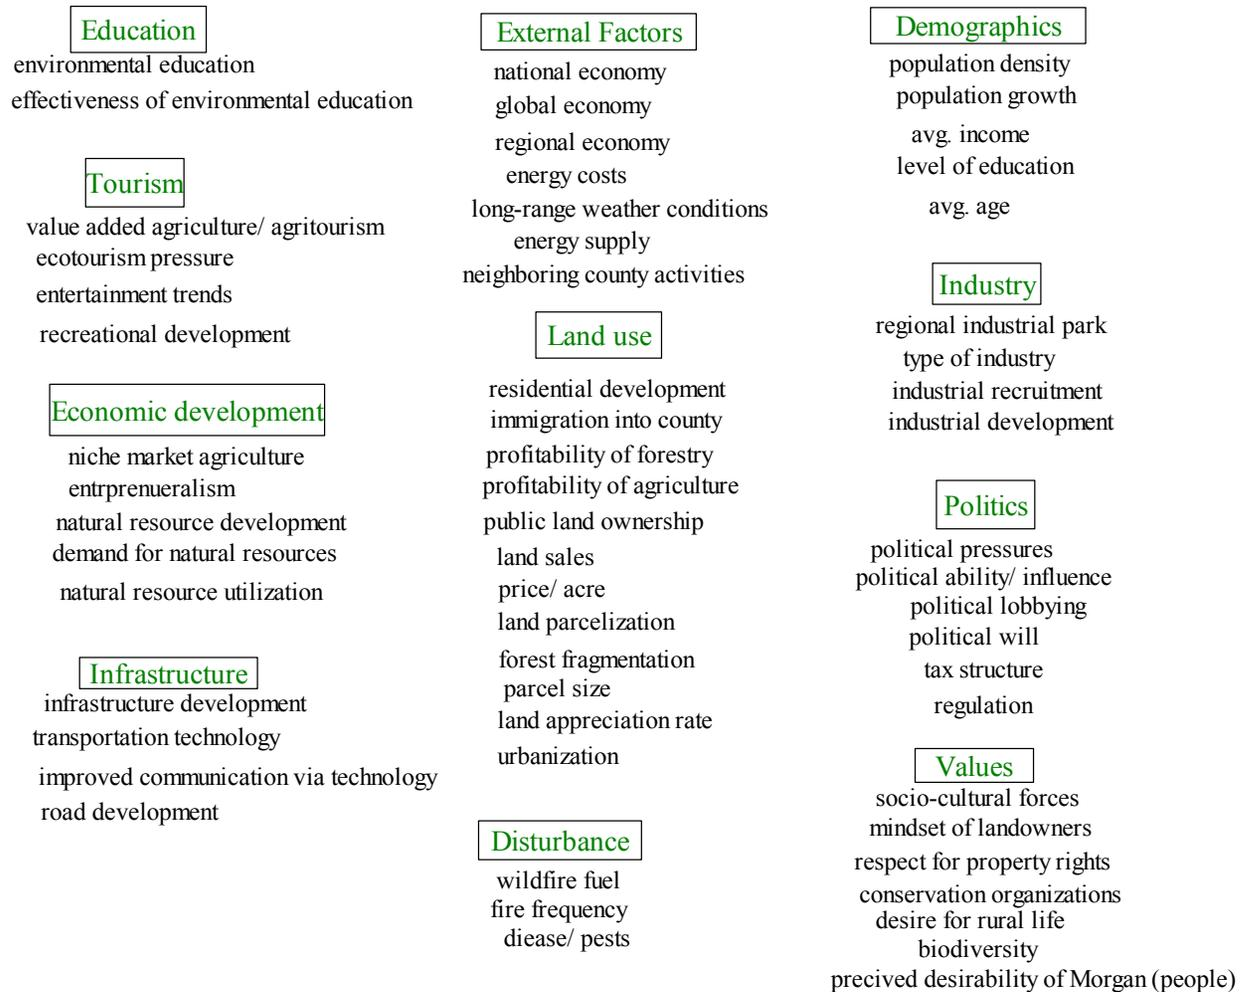 Education
environmental education
effectiveness of environmental education
Tourism
value added agriculture/ agritourism
ecotourism pressure
entertainment trends
recreational development
Economic development
niche market agriculture
entrprenueralism
natural resource development
demand for natural resources
natural resource utilization
Infrastructure
infrastructure development
transportation technology
improved communication via technology
road development
External Factors
national economy
global economy
regional economy
energy costs
long-range weather conditions
energy supply
neighboring county activities
Land use
residential development
immigration into county
profitability of forestry
profitability of agriculture
public land ownership
land sales
price/ acre
land parcelization
forest fragmentation
parcel size
land appreciation rate
urbanization
Disturbance
wildfire fuel
fire frequency
diease/ pests
Demographics
population density
population growth
avg. income
level of education
avg. age
Industry
regional industrial park
type of industry
industrial recruitment
industrial development
Politics
political pressures
political ability/ influence
political lobbying
political will
tax structure
regulation
Values
socio-cultural forces
mindset of landowners
respect for property rights
conservation organizations
desire for rural life
biodiversity
precived desirability of Morgan (people)